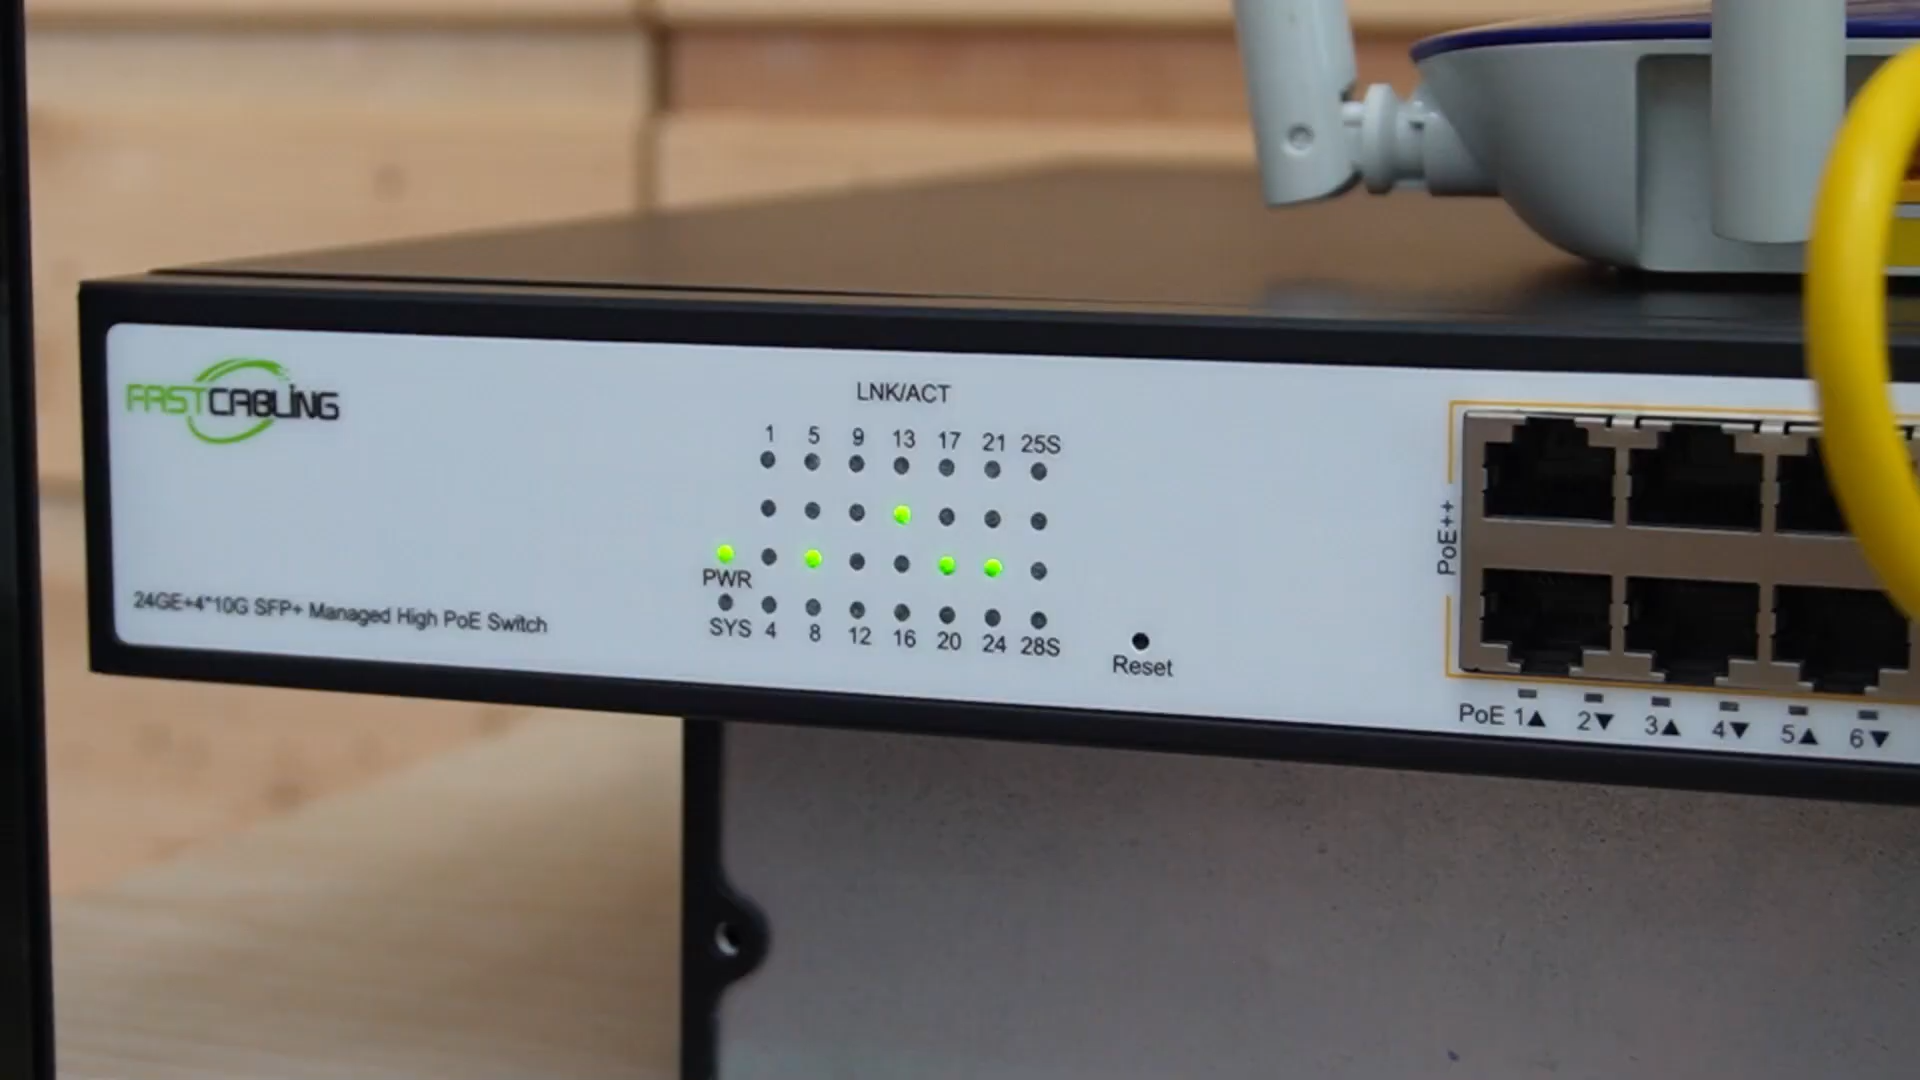 FASTCABLING
24GE+4*10G SFP+ Managed High PoE Switch
LNK/ACT
1 5 9 13 17 21 25S
PWR
SYS 4 8 12 16 20 24 28S
Reset
PoE++
PoE 1▲ 2▼ 3▲ 4▼ 5▲ 6▼